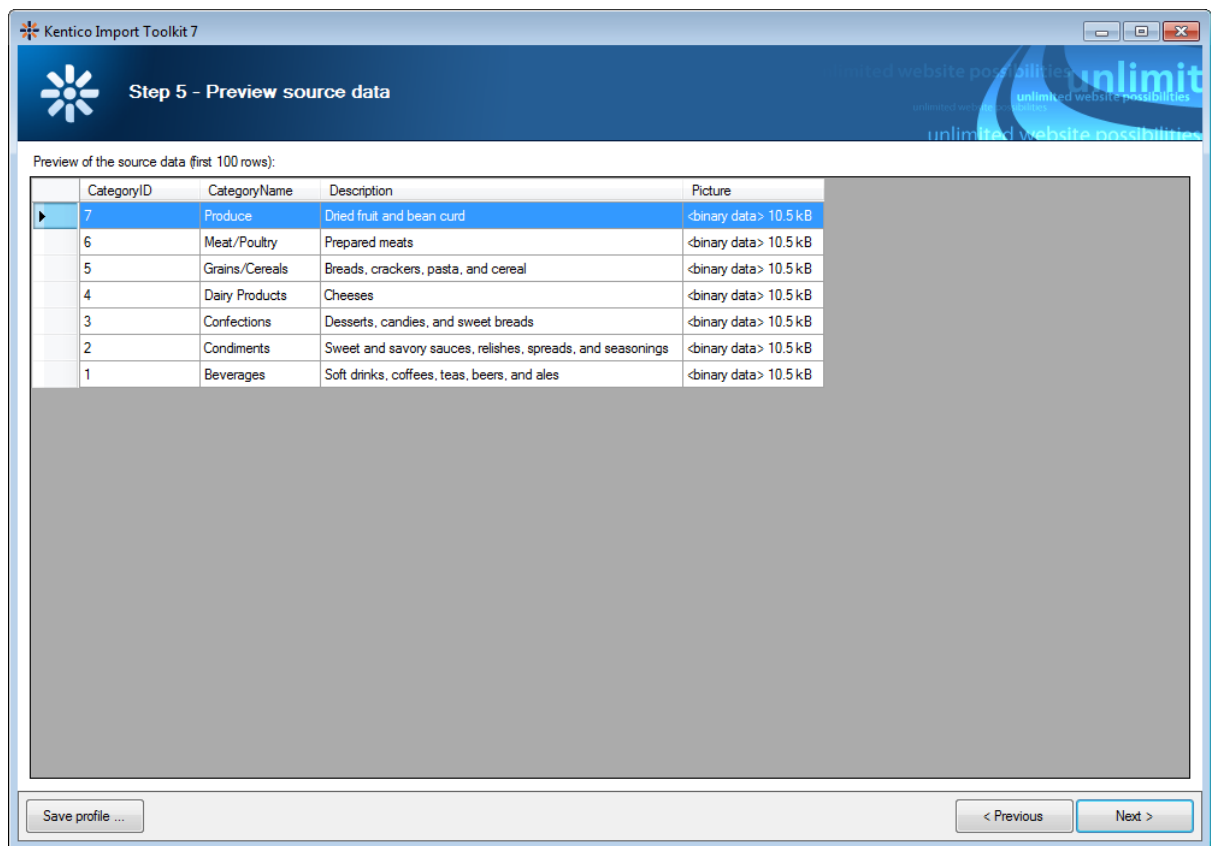 Kentico Import Toolkit 7
Step 5 - Preview source data
unlimited website possibilities
unlimit
unlimited website possibilities
unlimited website possibilities
unlimited website possibilities
Preview of the source data (first 100 rows):
CategoryID CategoryName Description Picture
7 Produce Dried fruit and bean curd <binary data> 10.5 kB
6 Meat/Poultry Prepared meats <binary data> 10.5 kB
5 Grains/Cereals Breads, crackers, pasta, and cereal <binary data> 10.5 kB
4 Dairy Products Cheeses <binary data> 10.5 kB
3 Confections Desserts, candies, and sweet breads <binary data> 10.5 kB
2 Condiments Sweet and savory sauces, relishes, spreads, and seasonings <binary data> 10.5 kB
1 Beverages Soft drinks, coffees, teas, beers, and ales <binary data> 10.5 kB
Save profile ... < Previous Next >